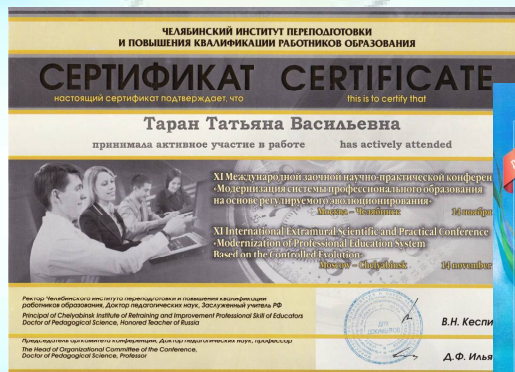 ЧЕЛЯБИНСКИЙ ИНСТИТУТ ПЕРЕПОДГОТОВКИ
И ПОВЫШЕНИЯ КВАЛИФИКАЦИИ РАБОТНИКОВ ОБРАЗОВАНИЯ
СЕРТИФИКАТ CERTIFICATE
настоящий сертификат подтверждает, что this is to certify that
Таран Татьяна Васильевна
принимала активное участие в работе has actively attended
XI Международной заочной научно-практической конферен
«Модернизация системы профессионального образования
на основе регулируемого эволюционирования»
Москва – Челябинск 14 ноября
XI International Extramural Scientific and Practical Conference
«Modernization of Professional Education System
Based on the Controlled Evolution»
Moscow – Chelyabinsk 14 november
Ректор Челябинского института переподготовки и повышения квалификации
работников образования, Доктор педагогических наук, Заслуженный учитель РФ
Principal of Chelyabinsk Institute of Retraining and Improvement Professional Skill of Educators
Doctor of Pedagogical Science, Honored Teacher of Russia
В.Н. Кеспи
Председатель оргкомитета конференции, Доктор педагогических наук, профессор
The Head of Organizational Committee of the Conference,
Doctor of Pedagogical Science, Professor
Д.Ф. Илья